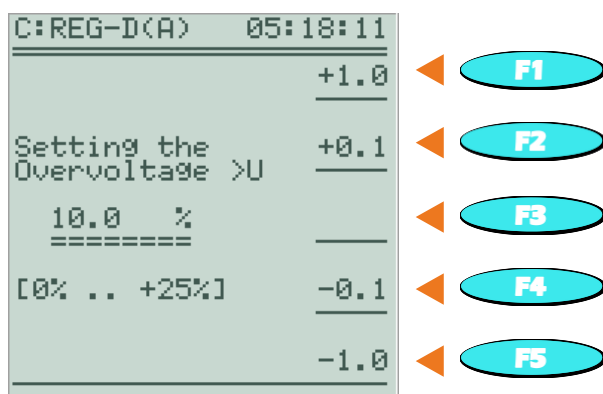 C:REG-D(A) 05:18:11
+1.0 F1
Setting the +0.1 F2
Overvoltage >U
10.0 % F3
========
[0% .. +25%] -0.1 F4
-1.0 F5